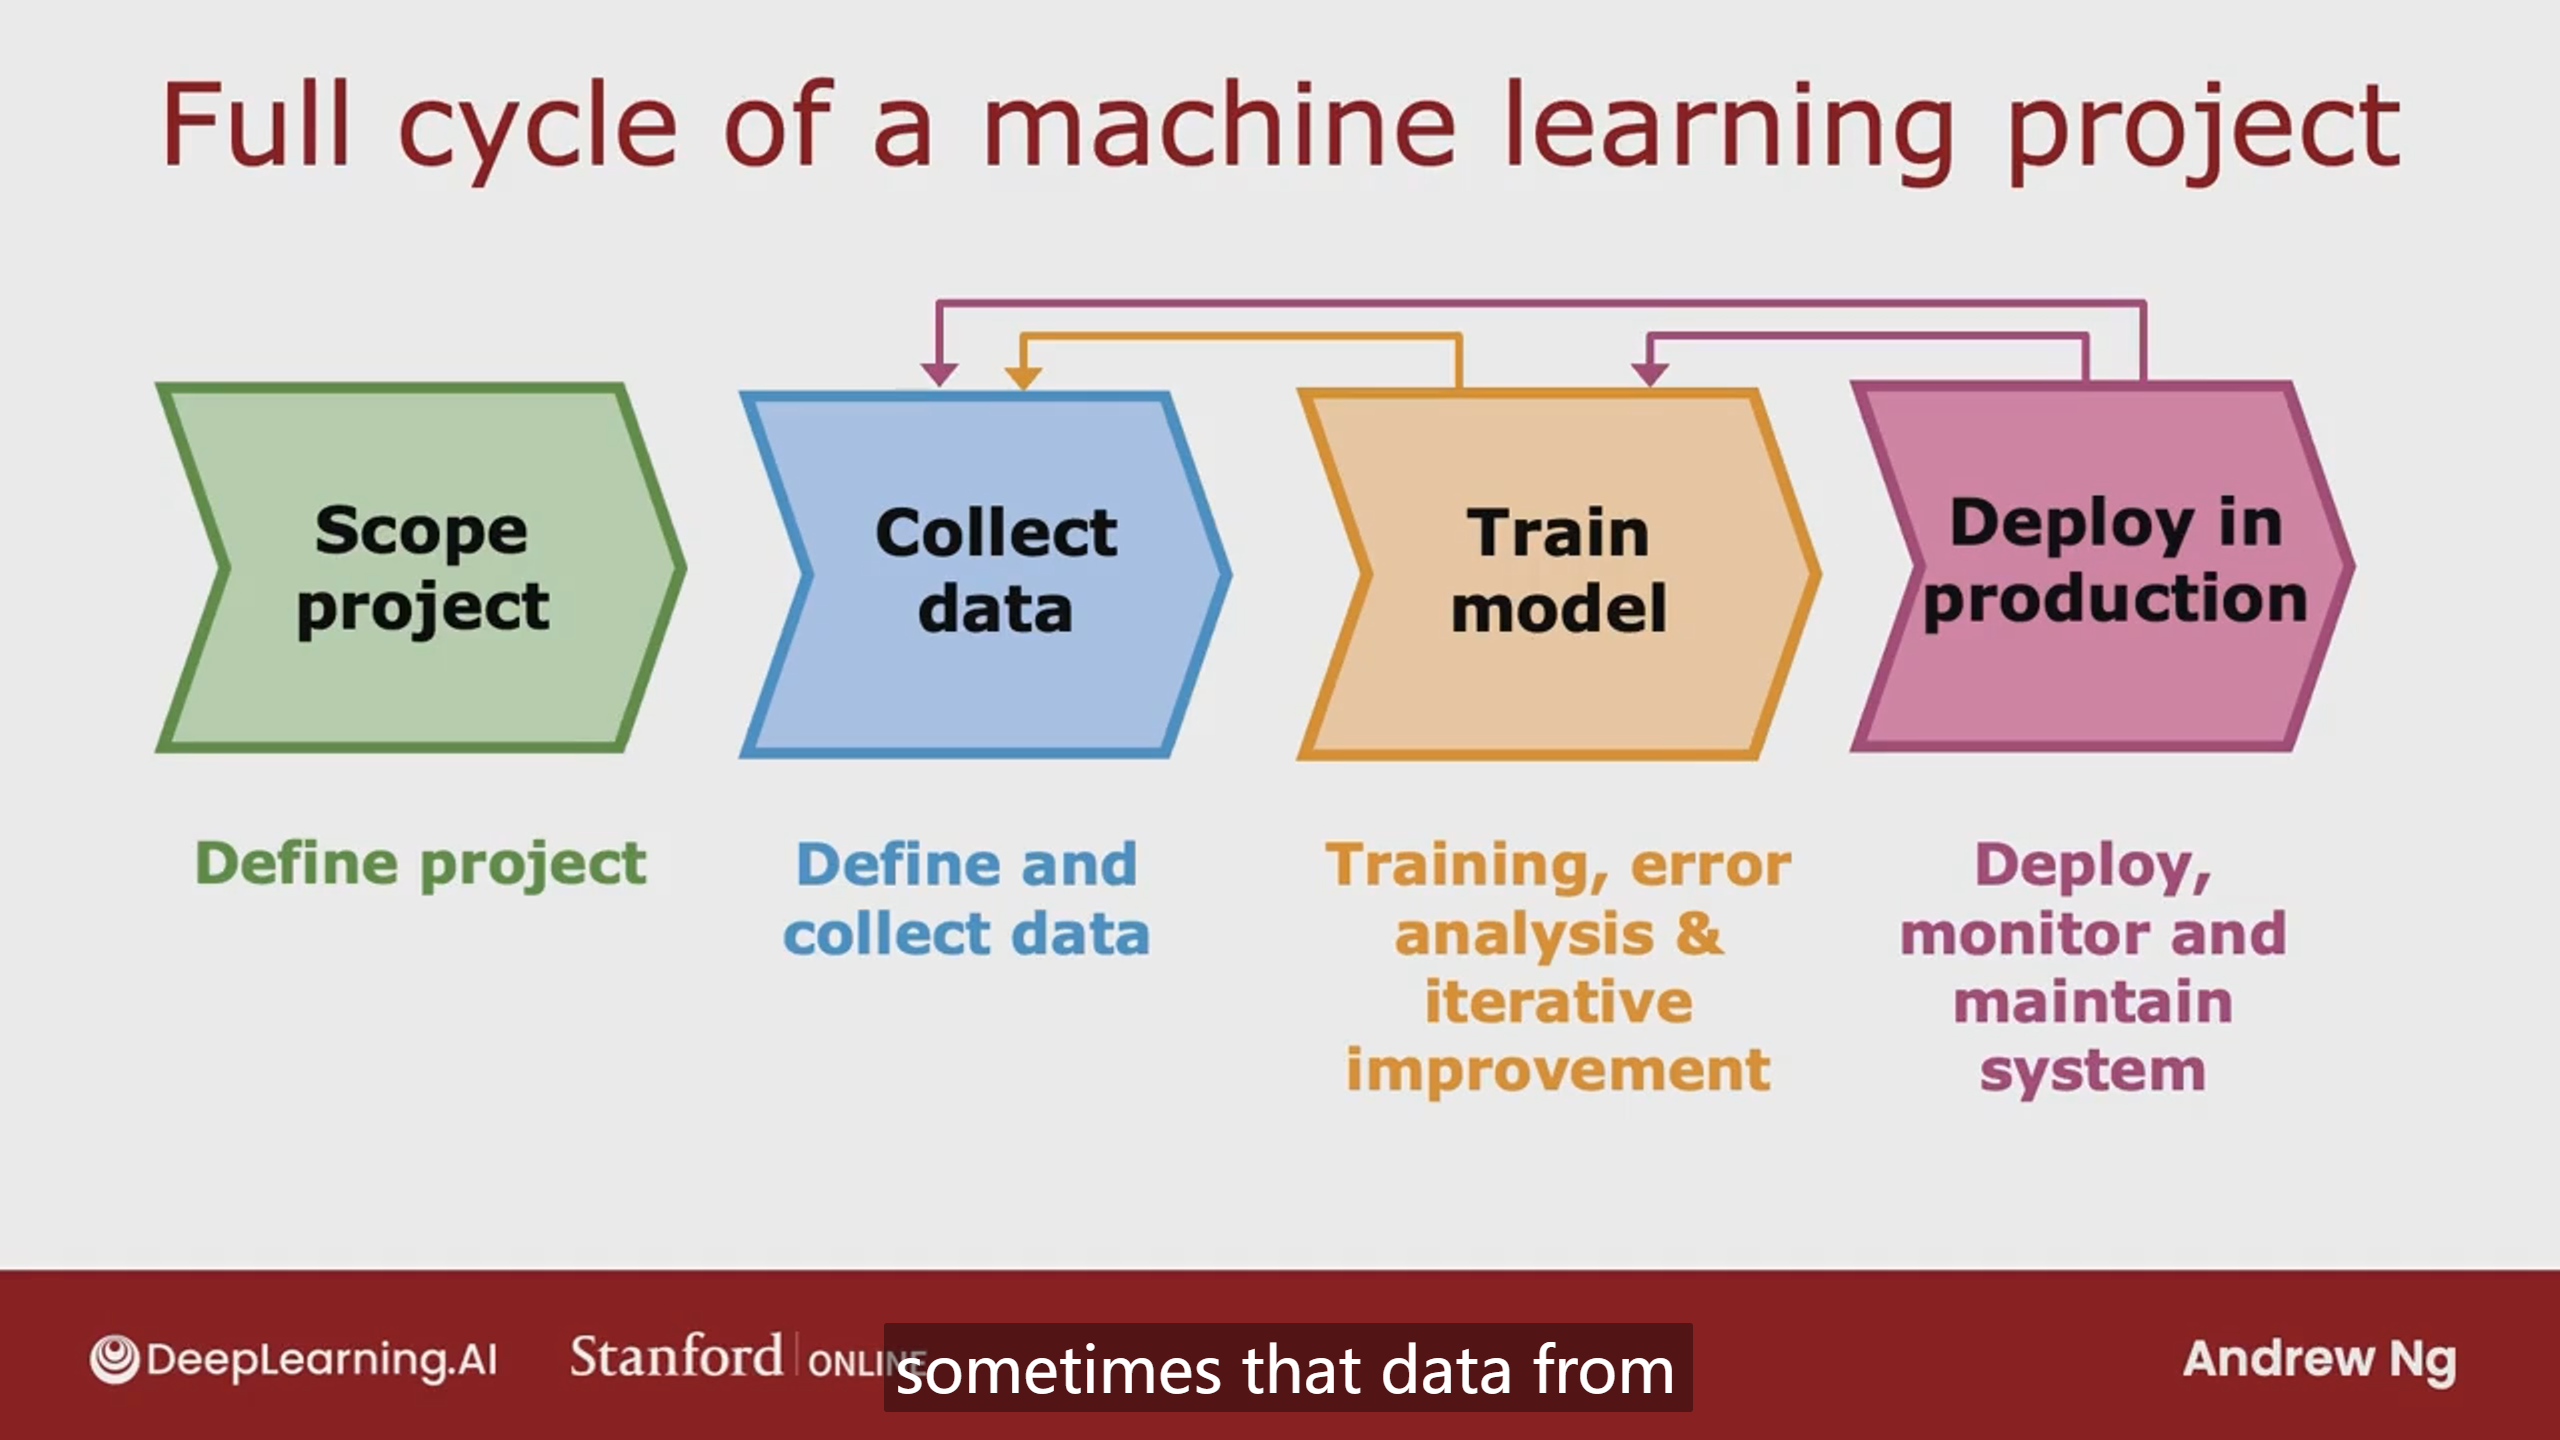 Full cycle of a machine learning project
Scope
project
Collect
data
Train
model
Deploy in
production
Define project
Define and
collect data
Training, error
analysis &
iterative
improvement
Deploy,
monitor and
maintain
system
DeepLearning.AI
Stanford ONLINE
sometimes that data from
Andrew Ng